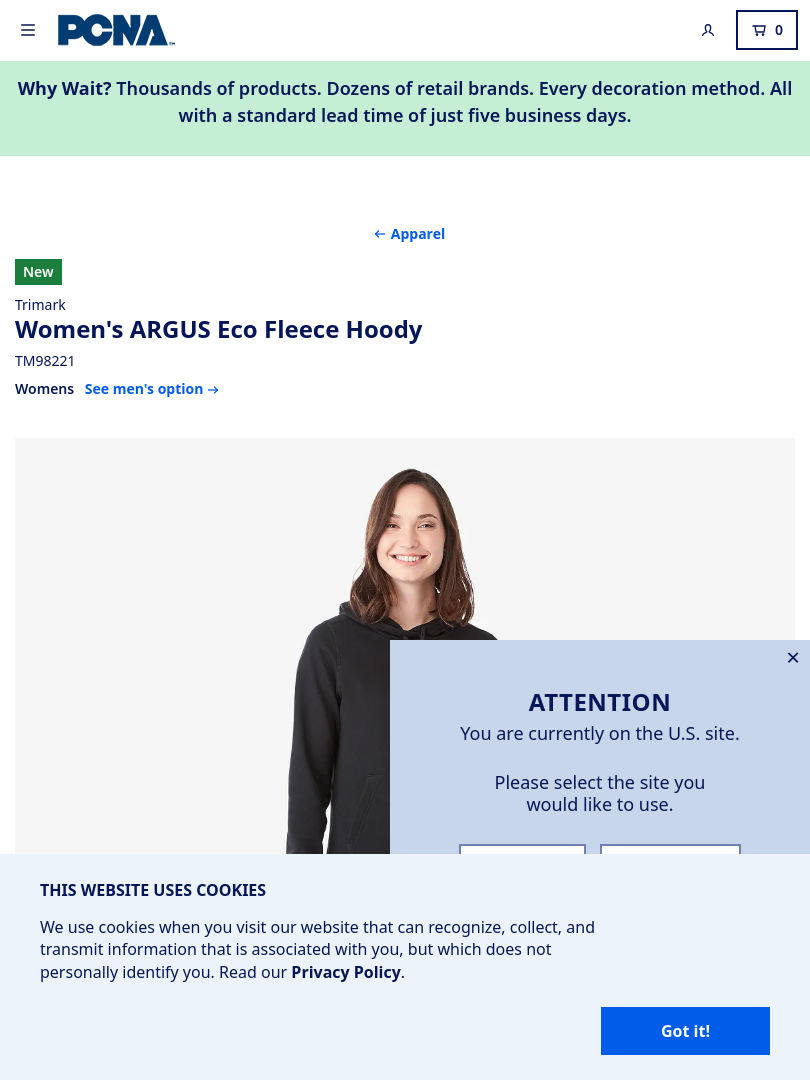 PCNA
0
Why Wait? Thousands of products. Dozens of retail brands. Every decoration method. All
with a standard lead time of just five business days.
← Apparel
New
Trimark
Women's ARGUS Eco Fleece Hoody
TM98221
Womens See men's option →
ATTENTION
You are currently on the U.S. site.
Please select the site you
would like to use.
THIS WEBSITE USES COOKIES
We use cookies when you visit our website that can recognize, collect, and
transmit information that is associated with you, but which does not
personally identify you. Read our Privacy Policy.
Got it!